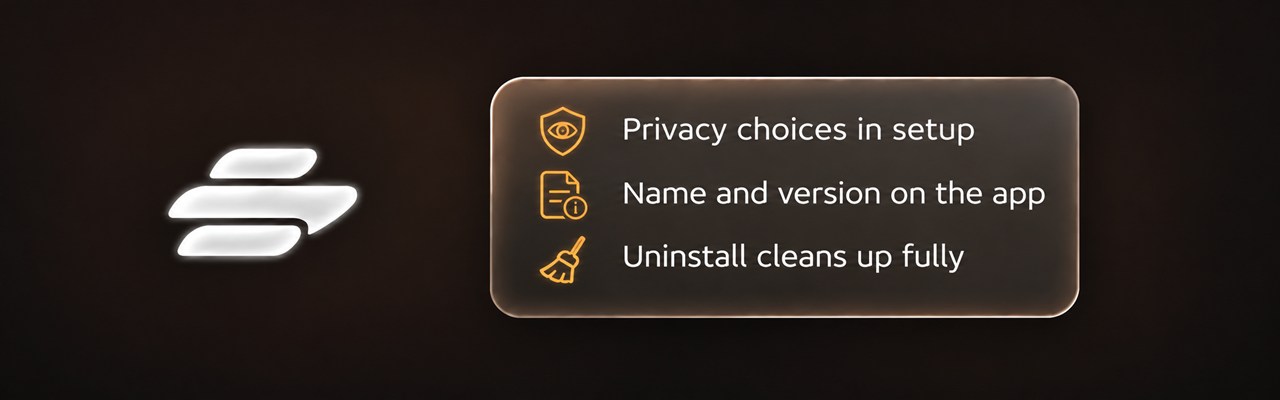 Privacy choices in setup
Name and version on the app
Uninstall cleans up fully